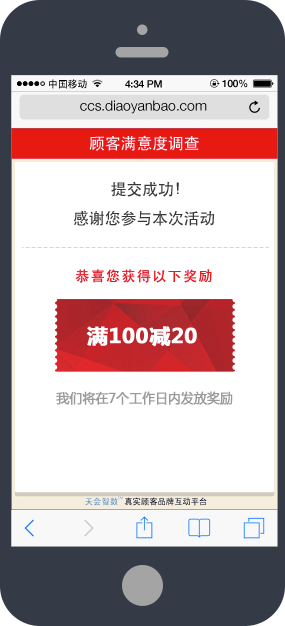 中国移动 4:34 PM 100%
ccs.diaoyanbao.com
顾客满意度调查
提交成功！
感谢您参与本次活动
恭喜您获得以下奖励
满100减20
我们将在7个工作日内发放奖励
天会智数™真实顾客品牌互动平台